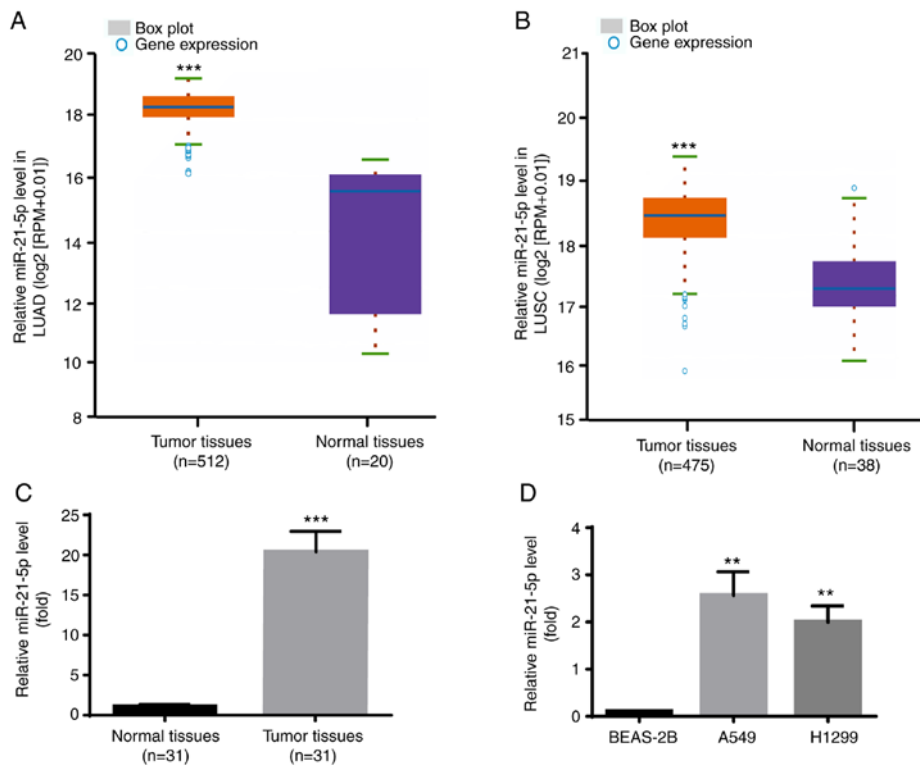 A
Box plot
Gene expression
Relative miR-21-5p level in
LUAD (log2 [RPM+0.01])
20
18
16
14
12
10
8
***
Tumor tissues
(n=512)
Normal tissues
(n=20)
B
Box plot
Gene expression
Relative miR-21-5p level in
LUSC (log2 [RPM+0.01])
21
20
19
18
17
16
15
***
Tumor tissues
(n=475)
Normal tissues
(n=38)
C
Relative miR-21-5p level
(fold)
25
20
15
10
5
0
***
Normal tissues
(n=31)
Tumor tissues
(n=31)
D
Relative miR-21-5p level
(fold)
4
3
2
1
0
**
**
BEAS-2B
A549
H1299